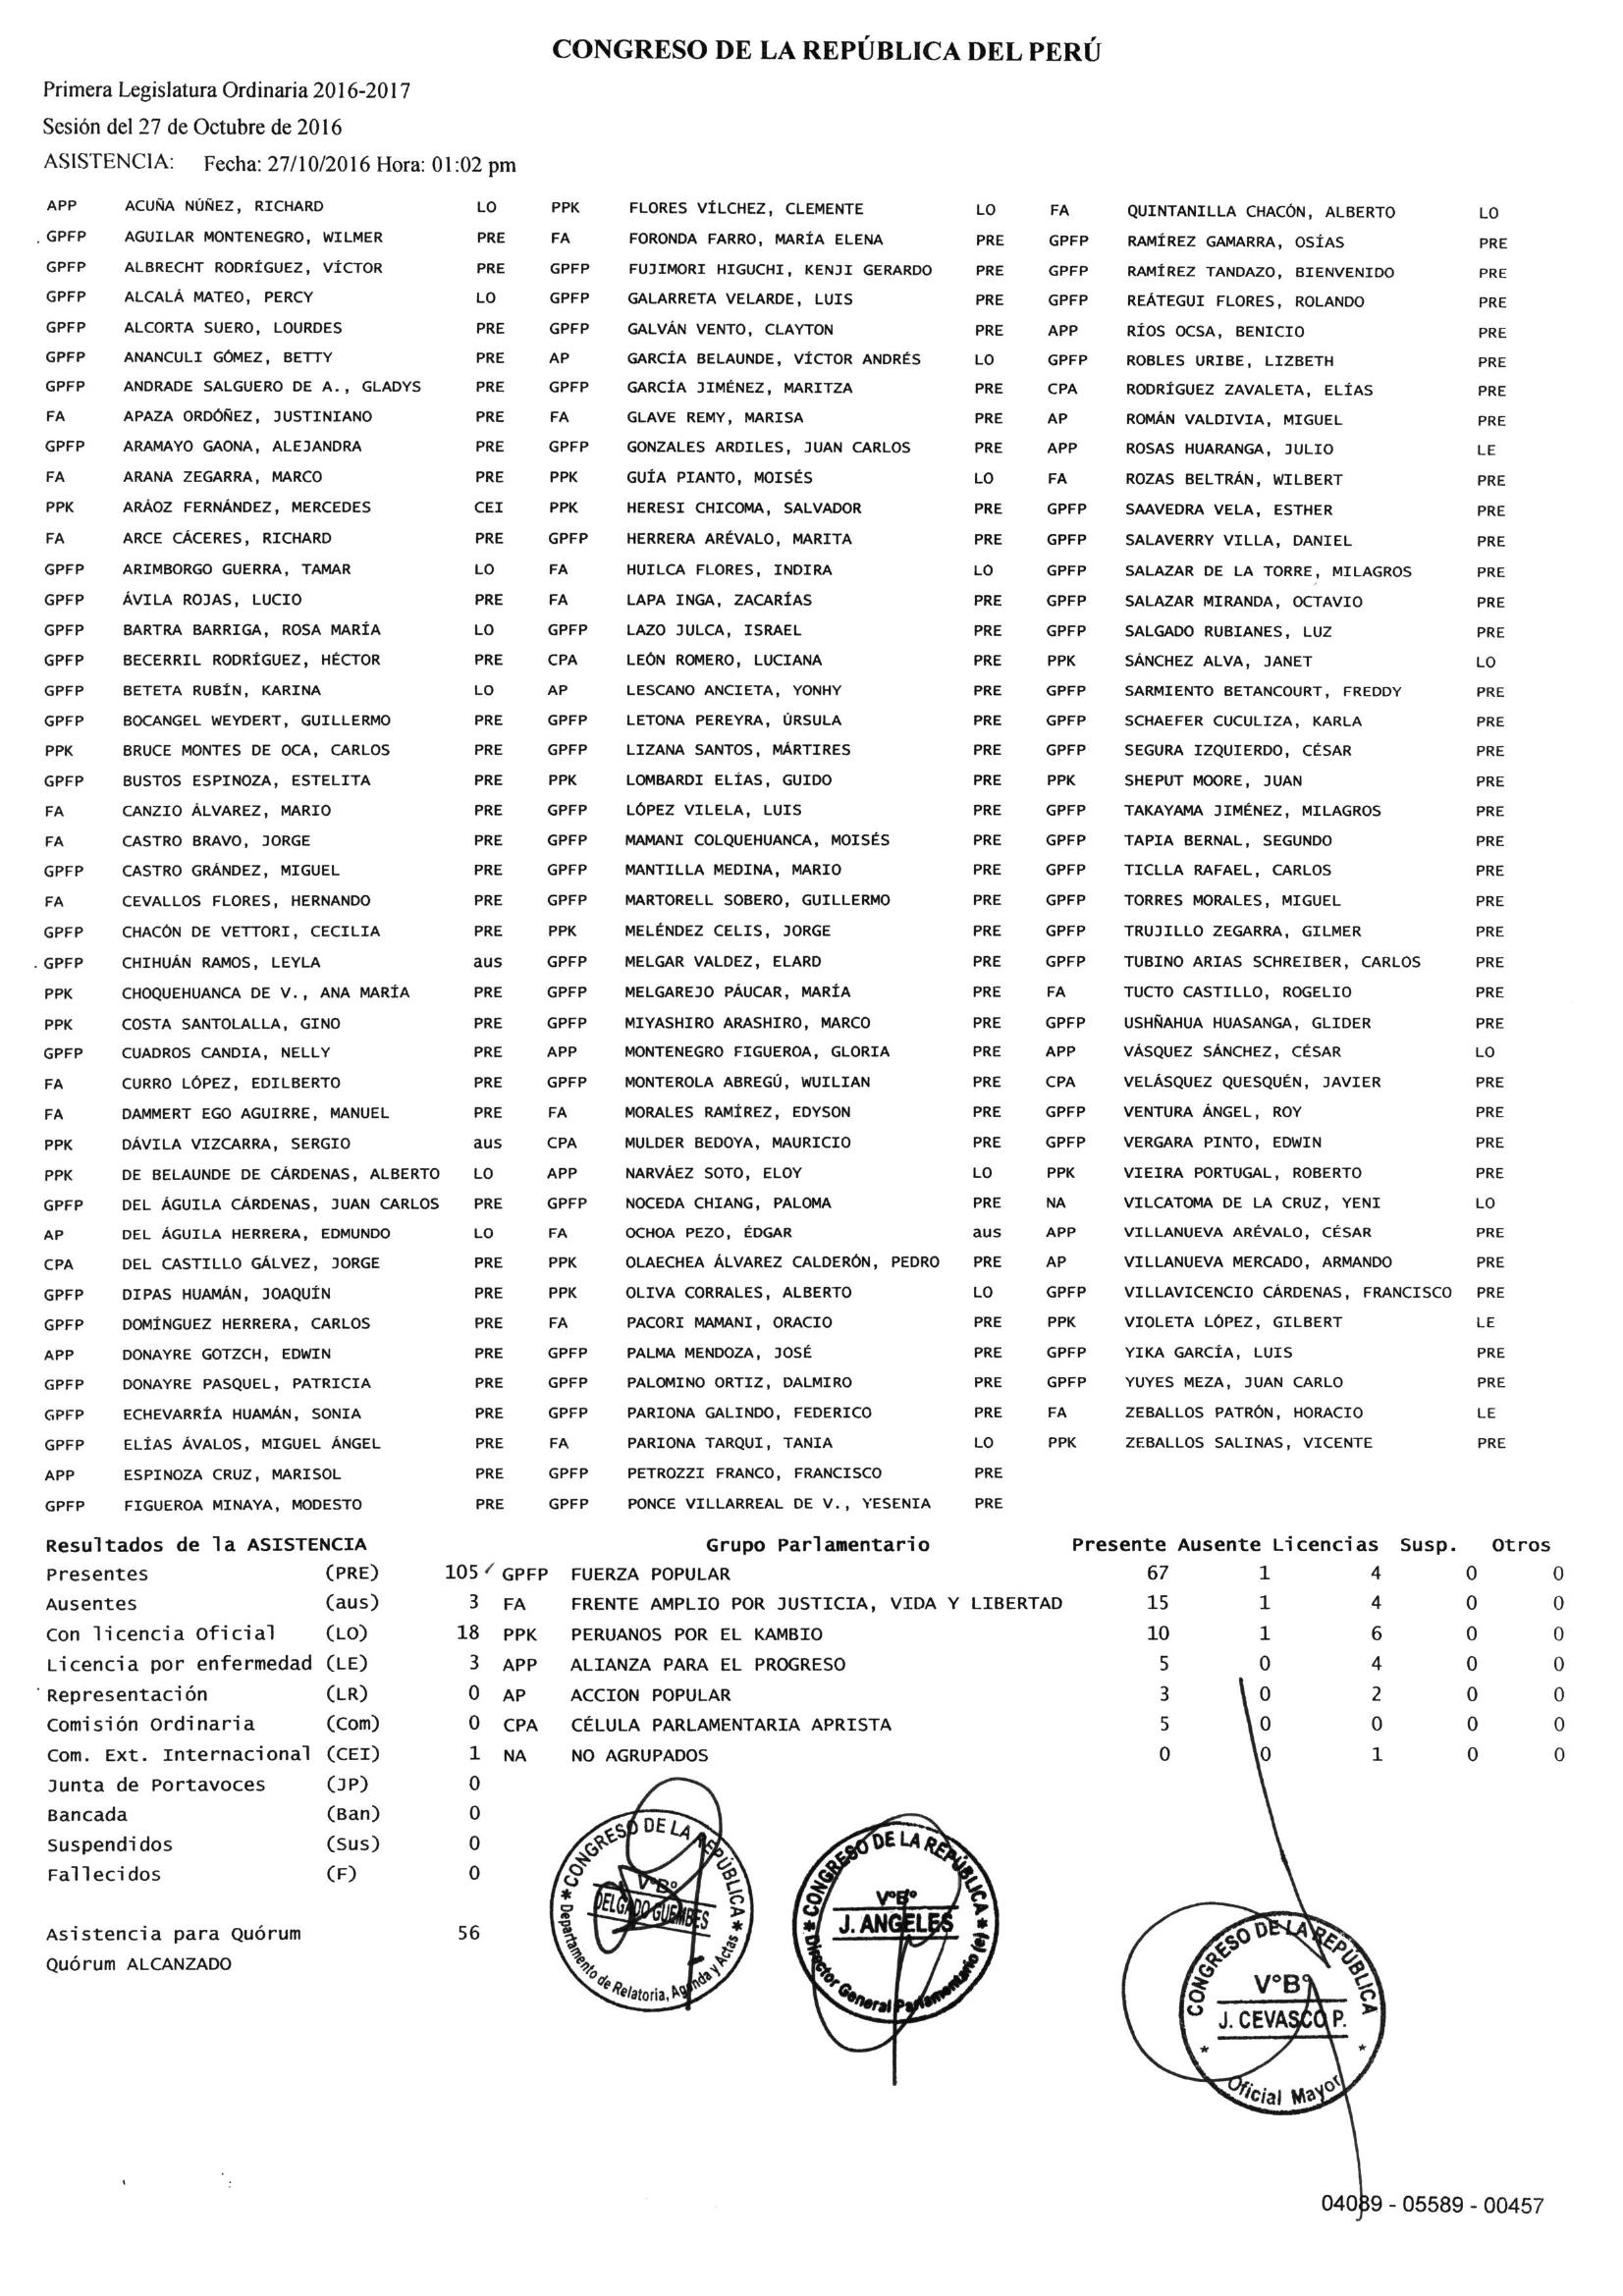 CONGRESO DE LA REPÚBLICA DEL PERÚ
Primera Legislatura Ordinaria 2016-2017
Sesión del 27 de Octubre de 2016
ASISTENCIA: Fecha: 27/10/2016 Hora: 01:02 pm
APP ACUÑA NÚÑEZ, RICHARD LO PPK FLORES VÍLCHEZ, CLEMENTE LO FA QUINTANILLA CHACÓN, ALBERTO LO
GPFP AGUILAR MONTENEGRO, WILMER PRE FA FORONDA FARRO, MARÍA ELENA PRE GPFP RAMÍREZ GAMARRA, OSÍAS PRE
GPFP ALBRECHT RODRÍGUEZ, VÍCTOR PRE GPFP FUJIMORI HIGUCHI, KENJI GERARDO PRE GPFP RAMÍREZ TANDAZO, BIENVENIDO PRE
GPFP ALCALÁ MATEO, PERCY LO GPFP GALARRETA VELARDE, LUIS PRE GPFP REÁTEGUI FLORES, ROLANDO PRE
GPFP ALCORTA SUERO, LOURDES PRE GPFP GALVÁN VENTO, CLAYTON PRE APP RÍOS OCSA, BENICIO PRE
GPFP ANANCULI GÓMEZ, BETTY PRE AP GARCÍA BELAUNDE, VÍCTOR ANDRÉS LO GPFP ROBLES URIBE, LIZBETH PRE
GPFP ANDRADE SALGUERO DE A., GLADYS PRE GPFP GARCÍA JIMÉNEZ, MARITZA PRE CPA RODRÍGUEZ ZAVALETA, ELÍAS PRE
FA APAZA ORDÓÑEZ, JUSTINIANO PRE FA GLAVE REMY, MARISA PRE AP ROMÁN VALDIVIA, MIGUEL PRE
GPFP ARAMAYO GAONA, ALEJANDRA PRE GPFP GONZALES ARDILES, JUAN CARLOS PRE APP ROSAS HUARANGA, JULIO LE
FA ARANA ZEGARRA, MARCO PRE PPK GUÍA PIANTO, MOISÉS LO FA ROZAS BELTRÁN, WILBERT PRE
PPK ARÁOZ FERNÁNDEZ, MERCEDES CEI PPK HERESI CHICOMA, SALVADOR PRE GPFP SAAVEDRA VELA, ESTHER PRE
FA ARCE CÁCERES, RICHARD PRE GPFP HERRERA ARÉVALO, MARITA PRE GPFP SALAVERRY VILLA, DANIEL PRE
GPFP ARIMBORGO GUERRA, TAMAR LO FA HUILCA FLORES, INDIRA LO GPFP SALAZAR DE LA TORRE, MILAGROS PRE
GPFP ÁVILA ROJAS, LUCIO PRE FA LAPA INGA, ZACARÍAS PRE GPFP SALAZAR MIRANDA, OCTAVIO PRE
GPFP BARTRA BARRIGA, ROSA MARÍA LO GPFP LAZO JULCA, ISRAEL PRE GPFP SALGADO RUBIANES, LUZ PRE
GPFP BECERRIL RODRÍGUEZ, HÉCTOR PRE CPA LEÓN ROMERO, LUCIANA PRE PPK SÁNCHEZ ALVA, JANET LO
GPFP BETETA RUBÍN, KARINA LO AP LESCANO ANCIETA, YONHY PRE GPFP SARMIENTO BETANCOURT, FREDDY PRE
GPFP BOCANGEL WEYDERT, GUILLERMO PRE GPFP LETONA PEREYRA, ÚRSULA PRE GPFP SCHAEFER CUCULIZA, KARLA PRE
PPK BRUCE MONTES DE OCA, CARLOS PRE GPFP LIZANA SANTOS, MÁRTIRES PRE GPFP SEGURA IZQUIERDO, CÉSAR PRE
GPFP BUSTOS ESPINOZA, ESTELITA PRE PPK LOMBARDI ELÍAS, GUIDO PRE PPK SHEPUT MOORE, JUAN PRE
FA CANZIO ÁLVAREZ, MARIO PRE GPFP LÓPEZ VILELA, LUIS PRE GPFP TAKAYAMA JIMÉNEZ, MILAGROS PRE
FA CASTRO BRAVO, JORGE PRE GPFP MAMANI COLQUEHUANCA, MOISÉS PRE GPFP TAPIA BERNAL, SEGUNDO PRE
GPFP CASTRO GRÁNDEZ, MIGUEL PRE GPFP MANTILLA MEDINA, MARIO PRE GPFP TICLLA RAFAEL, CARLOS PRE
FA CEVALLOS FLORES, HERNANDO PRE GPFP MARTORELL SOBERO, GUILLERMO PRE GPFP TORRES MORALES, MIGUEL PRE
GPFP CHACÓN DE VETTORI, CECILIA PRE PPK MELÉNDEZ CELIS, JORGE PRE GPFP TRUJILLO ZEGARRA, GILMER PRE
GPFP CHIHUÁN RAMOS, LEYLA aus GPFP MELGAR VALDEZ, ELARD PRE GPFP TUBINO ARIAS SCHREIBER, CARLOS PRE
PPK CHOQUEHUANCA DE V., ANA MARÍA PRE GPFP MELGAREJO PÁUCAR, MARÍA PRE FA TUCTO CASTILLO, ROGELIO PRE
PPK COSTA SANTOLALLA, GINO PRE GPFP MIYASHIRO ARASHIRO, MARCO PRE GPFP USHÑAHUA HUASANGA, GLIDER PRE
GPFP CUADROS CANDIA, NELLY PRE APP MONTENEGRO FIGUEROA, GLORIA PRE APP VÁSQUEZ SÁNCHEZ, CÉSAR LO
FA CURRO LÓPEZ, EDILBERTO PRE GPFP MONTEROLA ABREGÚ, WUILIAN PRE CPA VELÁSQUEZ QUESQUÉN, JAVIER PRE
FA DAMMERT EGO AGUIRRE, MANUEL PRE FA MORALES RAMÍREZ, EDYSON PRE GPFP VENTURA ÁNGEL, ROY PRE
PPK DÁVILA VIZCARRA, SERGIO aus CPA MULDER BEDOYA, MAURICIO PRE GPFP VERGARA PINTO, EDWIN PRE
PPK DE BELAUNDE DE CÁRDENAS, ALBERTO LO APP NARVÁEZ SOTO, ELOY LO PPK VIEIRA PORTUGAL, ROBERTO PRE
GPFP DEL ÁGUILA CÁRDENAS, JUAN CARLOS PRE GPFP NOCEDA CHIANG, PALOMA PRE NA VILCATOMA DE LA CRUZ, YENI LO
AP DEL ÁGUILA HERRERA, EDMUNDO LO FA OCHOA PEZO, ÉDGAR aus APP VILLANUEVA ARÉVALO, CÉSAR PRE
CPA DEL CASTILLO GÁLVEZ, JORGE PRE PPK OLAECHEA ÁLVAREZ CALDERÓN, PEDRO PRE AP VILLANUEVA MERCADO, ARMANDO PRE
GPFP DIPAS HUAMÁN, JOAQUÍN PRE PPK OLIVA CORRALES, ALBERTO LO GPFP VILLAVICENCIO CÁRDENAS, FRANCISCO PRE
GPFP DOMÍNGUEZ HERRERA, CARLOS PRE FA PACORI MAMANI, ORACIO PRE PPK VIOLETA LÓPEZ, GILBERT LE
APP DONAYRE GOTZCH, EDWIN PRE GPFP PALMA MENDOZA, JOSÉ PRE GPFP YIKA GARCÍA, LUIS PRE
GPFP DONAYRE PASQUEL, PATRICIA PRE GPFP PALOMINO ORTIZ, DALMIRO PRE GPFP YUYES MEZA, JUAN CARLO PRE
GPFP ECHEVARRÍA HUAMÁN, SONIA PRE GPFP PARIONA GALINDO, FEDERICO PRE FA ZEBALLOS PATRÓN, HORACIO LE
GPFP ELÍAS ÁVALOS, MIGUEL ÁNGEL PRE FA PARIONA TARQUI, TANIA LO PPK ZEBALLOS SALINAS, VICENTE PRE
APP ESPINOZA CRUZ, MARISOL PRE GPFP PETROZZI FRANCO, FRANCISCO PRE
GPFP FIGUEROA MINAYA, MODESTO PRE GPFP PONCE VILLARREAL DE V., YESENIA PRE
Resultados de la ASISTENCIA Grupo Parlamentario Presente Ausente Licencias Susp. Otros
Presentes (PRE) 105 GPFP FUERZA POPULAR 67 1 4 0 0
Ausentes (aus) 3 FA FRENTE AMPLIO POR JUSTICIA, VIDA Y LIBERTAD 15 1 4 0 0
Con licencia Oficial (LO) 18 PPK PERUANOS POR EL KAMBIO 10 1 6 0 0
Licencia por enfermedad (LE) 3 APP ALIANZA PARA EL PROGRESO 5 0 4 0 0
Representación (LR) 0 AP ACCION POPULAR 3 0 2 0 0
Comisión Ordinaria (Com) 0 CPA CÉLULA PARLAMENTARIA APRISTA 5 0 0 0 0
Com. Ext. Internacional (CEI) 1 NA NO AGRUPADOS 0 0 1 0 0
Junta de Portavoces (JP) 0
Bancada (Ban) 0
Suspendidos (Sus) 0
Fallecidos (F) 0
Asistencia para Quórum 56
Quórum ALCANZADO
CONGRESO DE LA REPÚBLICA
V°B°
DELGADO GUEMBES
Departamento de Relatoria, Agenda y Actas
CONGRESO DE LA REPÚBLICA
V°B°
J. ANGELES
Director General Parlamentario (e)
CONGRESO DE LA REPÚBLICA
V°B°
J. CEVASCO P.
Oficial Mayor
04089 - 05589 - 00457